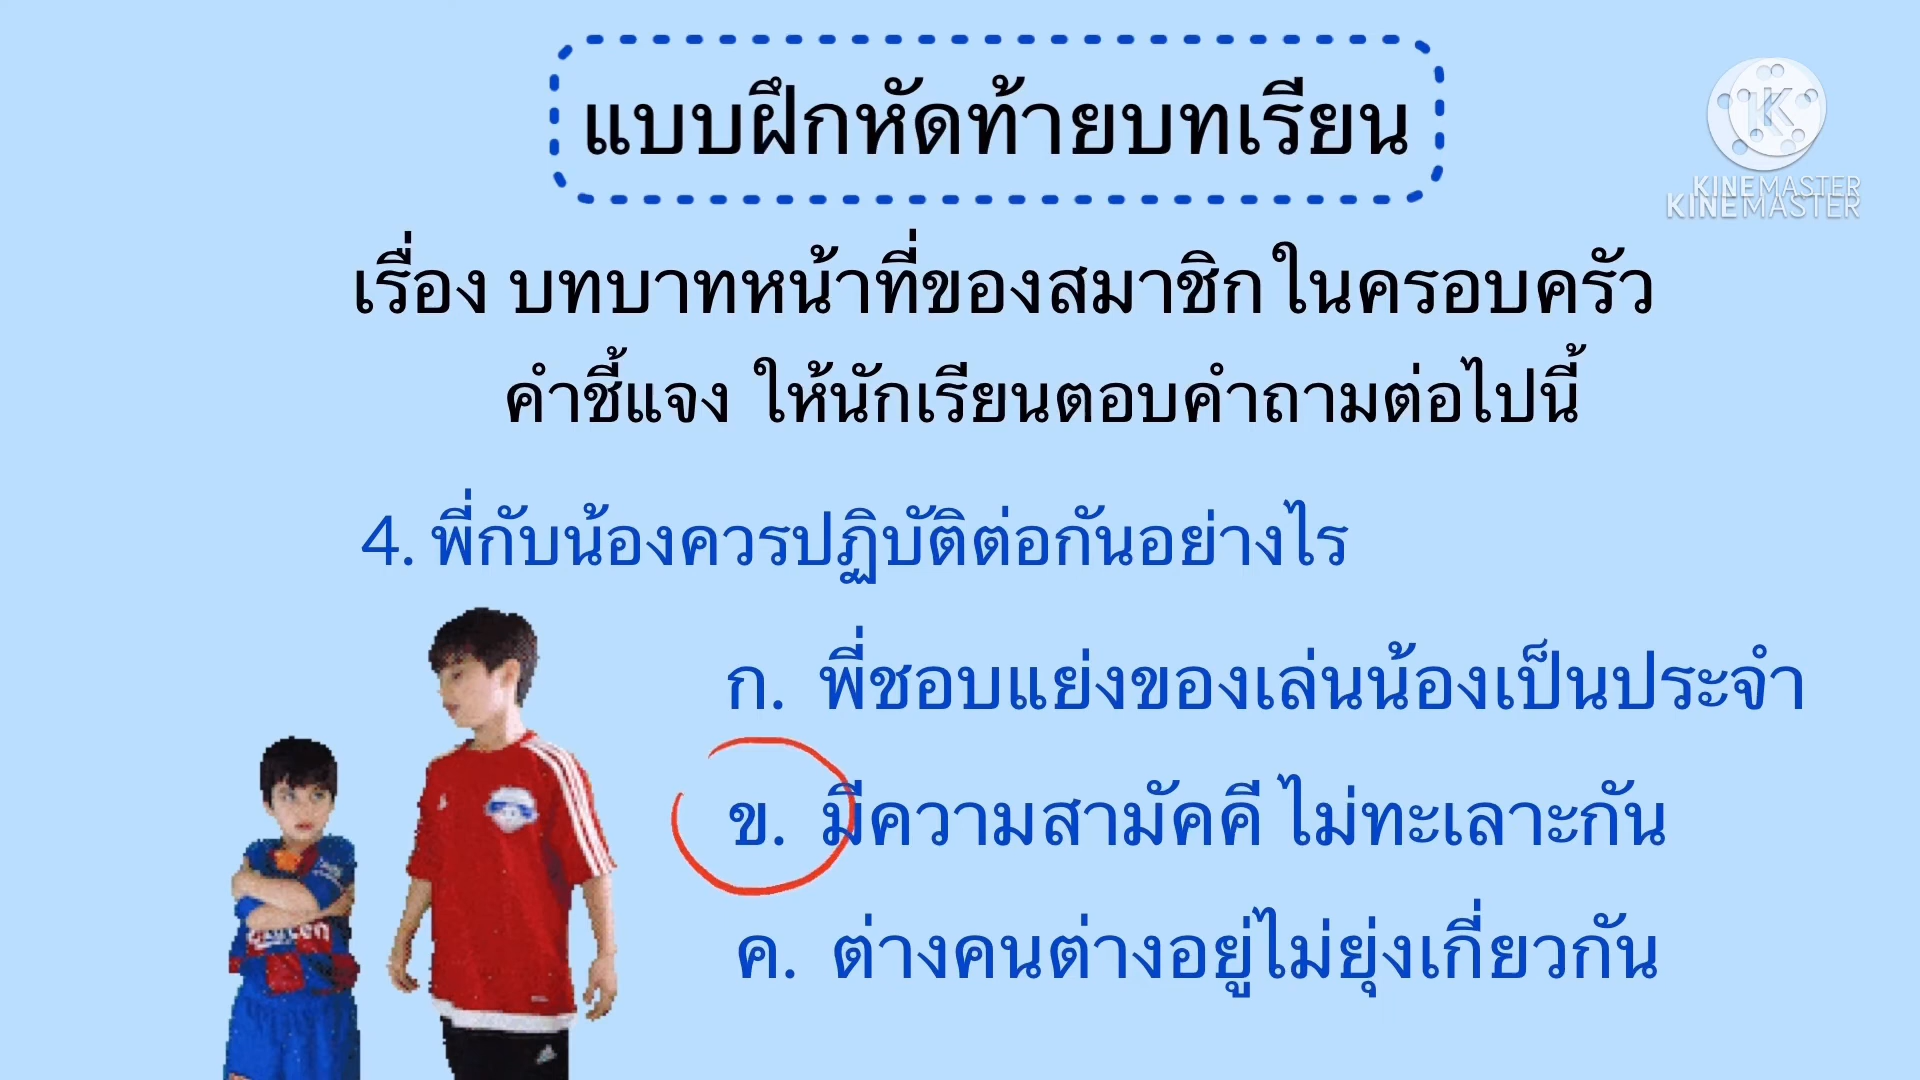 แบบฝึกหัดท้ายบทเรียน
KINEMASTER
KINEMASTER
เรื่อง บทบาทหน้าที่ของสมาชิกในครอบครัว
คำชี้แจง ให้นักเรียนตอบคำถามต่อไปนี้
4. พี่กับน้องควรปฏิบัติต่อกันอย่างไร
ก. พี่ชอบแย่งของเล่นน้องเป็นประจำ
ข. มีความสามัคคี ไม่ทะเลาะกัน
ค. ต่างคนต่างอยู่ไม่ยุ่งเกี่ยวกัน